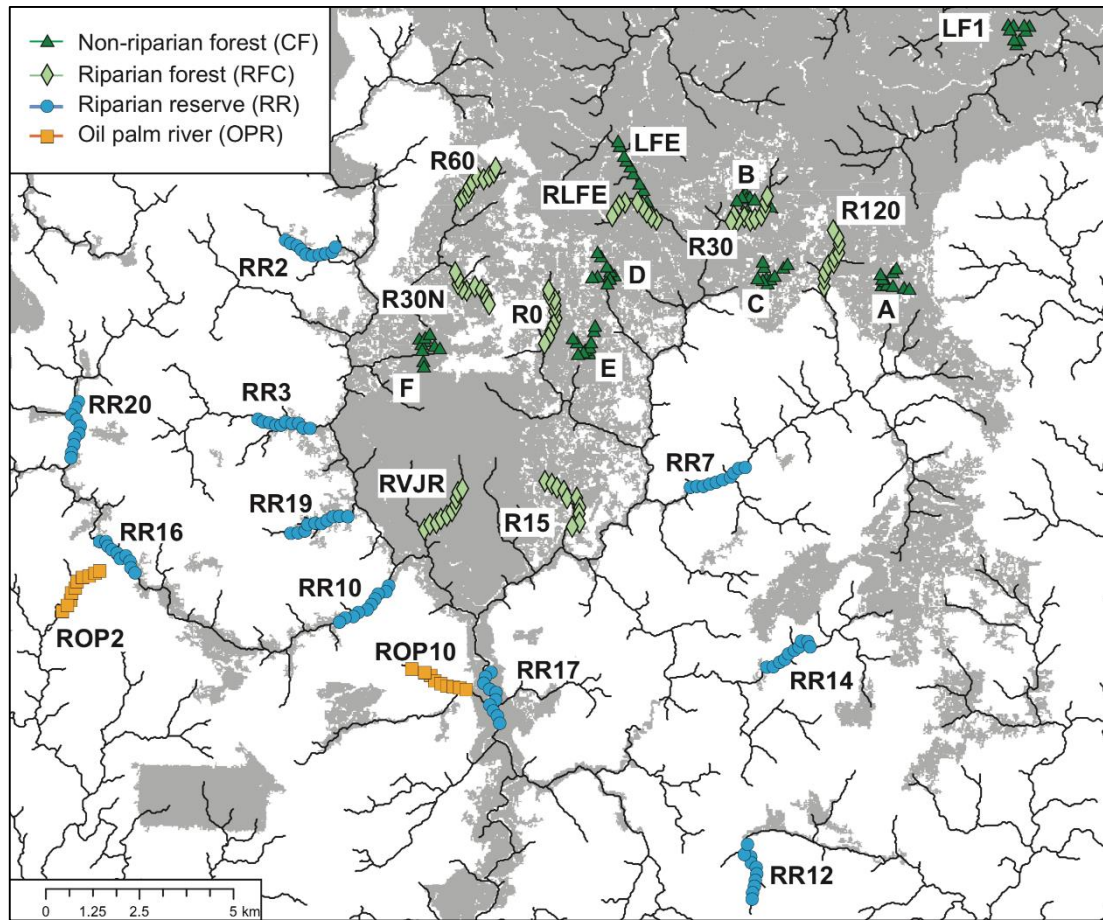 Non-riparian forest (CF)
Riparian forest (RFC)
Riparian reserve (RR)
Oil palm river (OPR)
LF1
LFE
R60
B
RLFE
R120
R30
RR2
D
R30N
C
A
R0
E
F
RR20
RR3
RR7
RVJR
RR19
R15
RR16
RR10
ROP2
ROP10
RR17
RR14
RR12
0 1.25 2.5 5 km